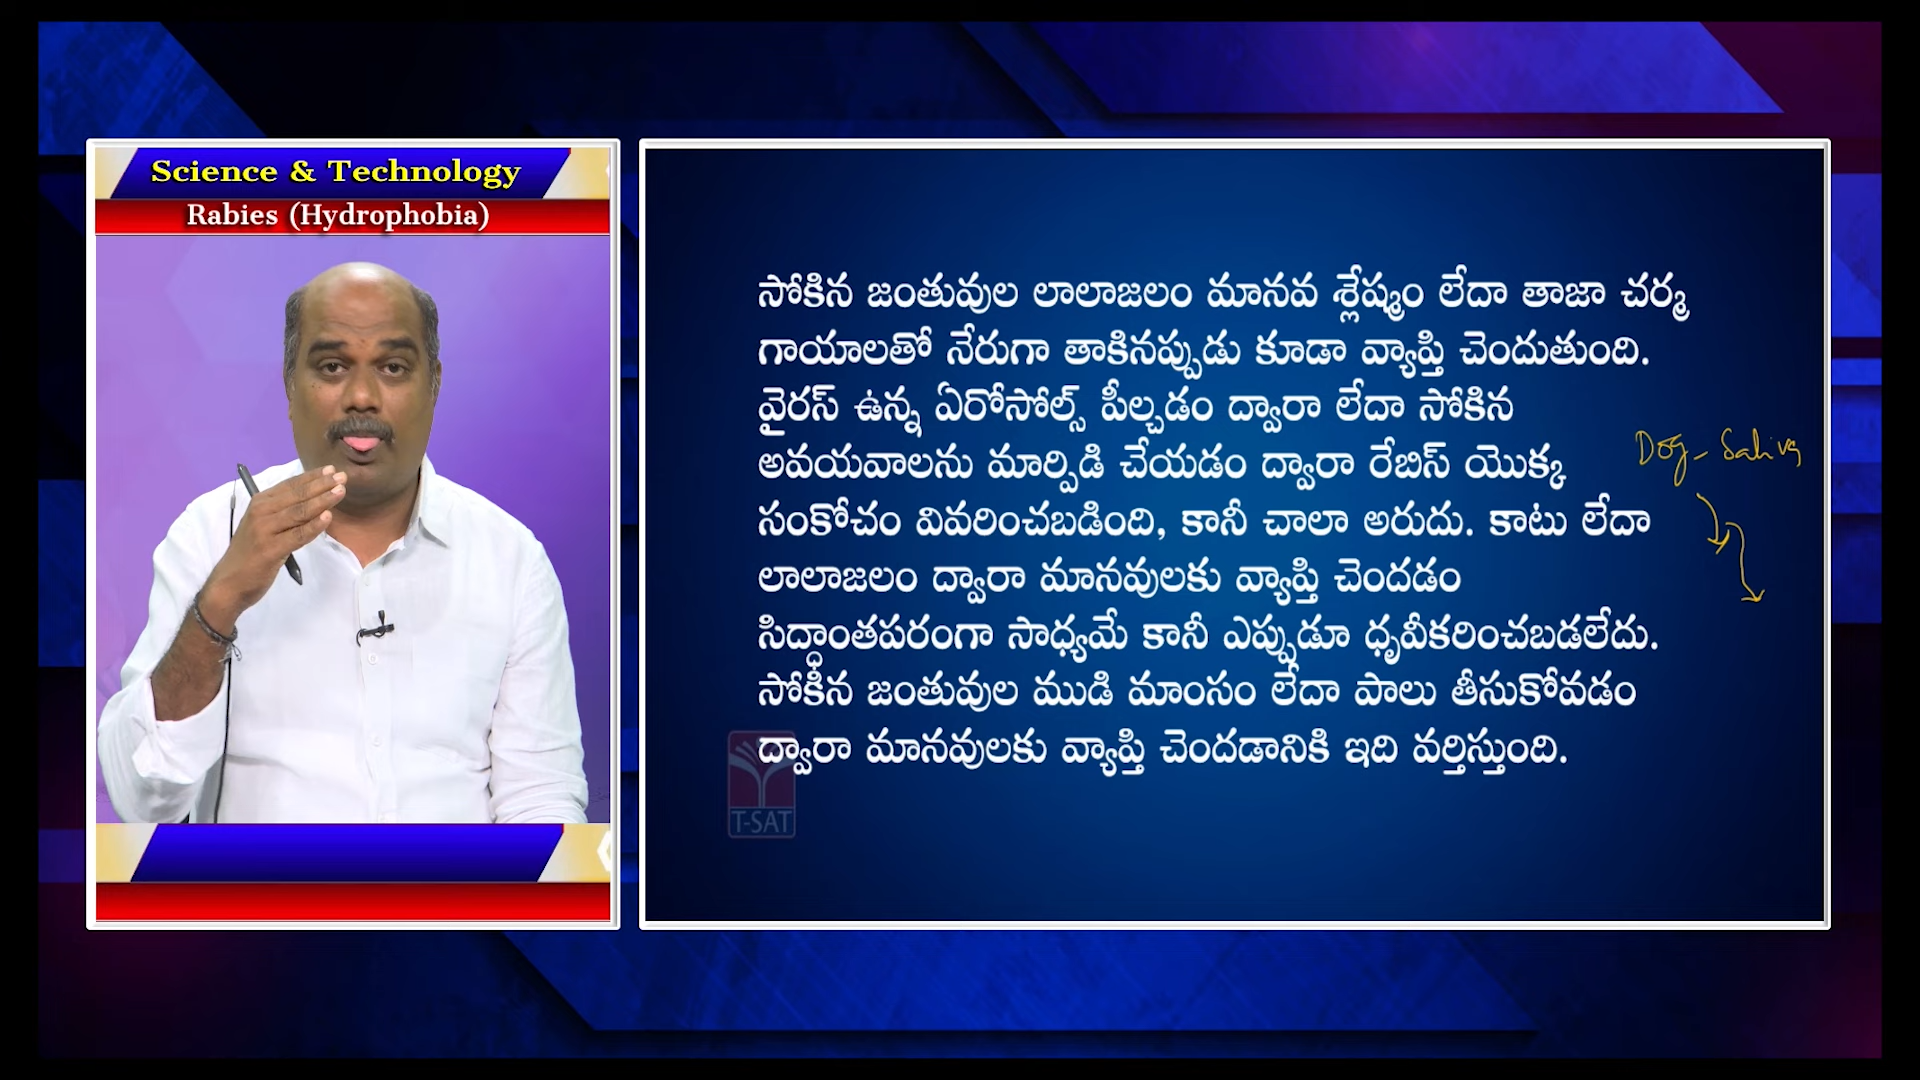 Science & Technology
Rabies (Hydrophobia)
సోకిన జంతువుల లాలాజలం మానవ శ్లేష్మం లేదా తాజా చర్మ
గాయాలతో నేరుగా తాకినప్పుడు కూడా వ్యాప్తి చెందుతుంది.
వైరస్ ఉన్న ఏరోసోల్స్ పీల్చడం ద్వారా లేదా సోకిన
అవయవాలను మార్పిడి చేయడం ద్వారా రేబిస్ యొక్క
సంకోచం వివరించబడింది, కానీ చాలా అరుదు. కాటు లేదా
లాలాజలం ద్వారా మానవులకు వ్యాప్తి చెందడం
సిద్ధాంతపరంగా సాధ్యమే కానీ ఎప్పుడూ ధృవీకరించబడలేదు.
సోకిన జంతువుల ముడి మాంసం లేదా పాలు తీసుకోవడం
ద్వారా మానవులకు వ్యాప్తి చెందడానికి ఇది వర్తిస్తుంది.
Dog - Saliva
T-SAT